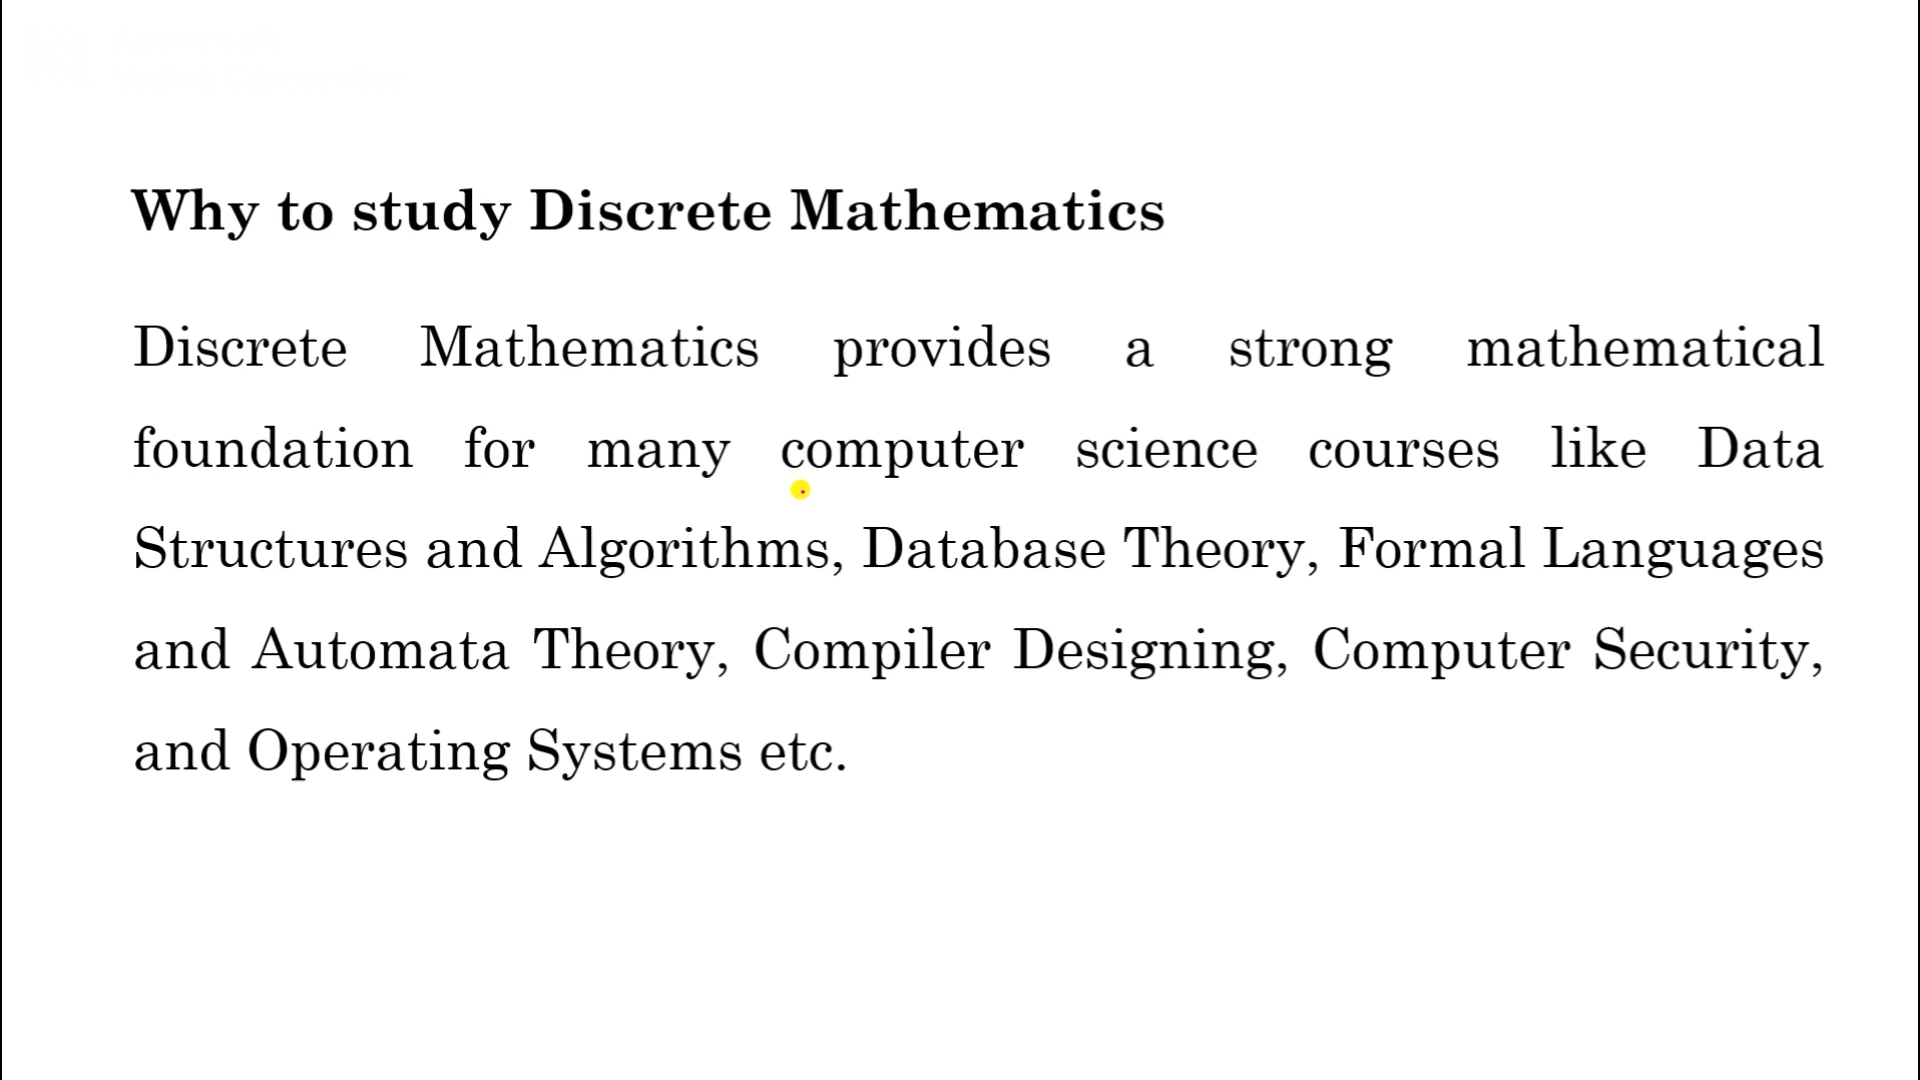 Why to study Discrete Mathematics
Discrete Mathematics provides a strong mathematical
foundation for many computer science courses like Data
Structures and Algorithms, Database Theory, Formal Languages
and Automata Theory, Compiler Designing, Computer Security,
and Operating Systems etc.